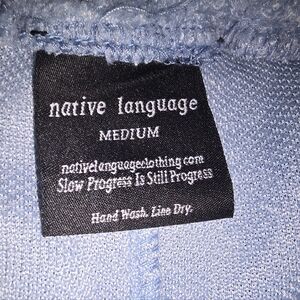 native language
MEDIUM
nativelanguageclothing.com
Slow Progress Is Still Progress
Hand Wash. Line Dry.